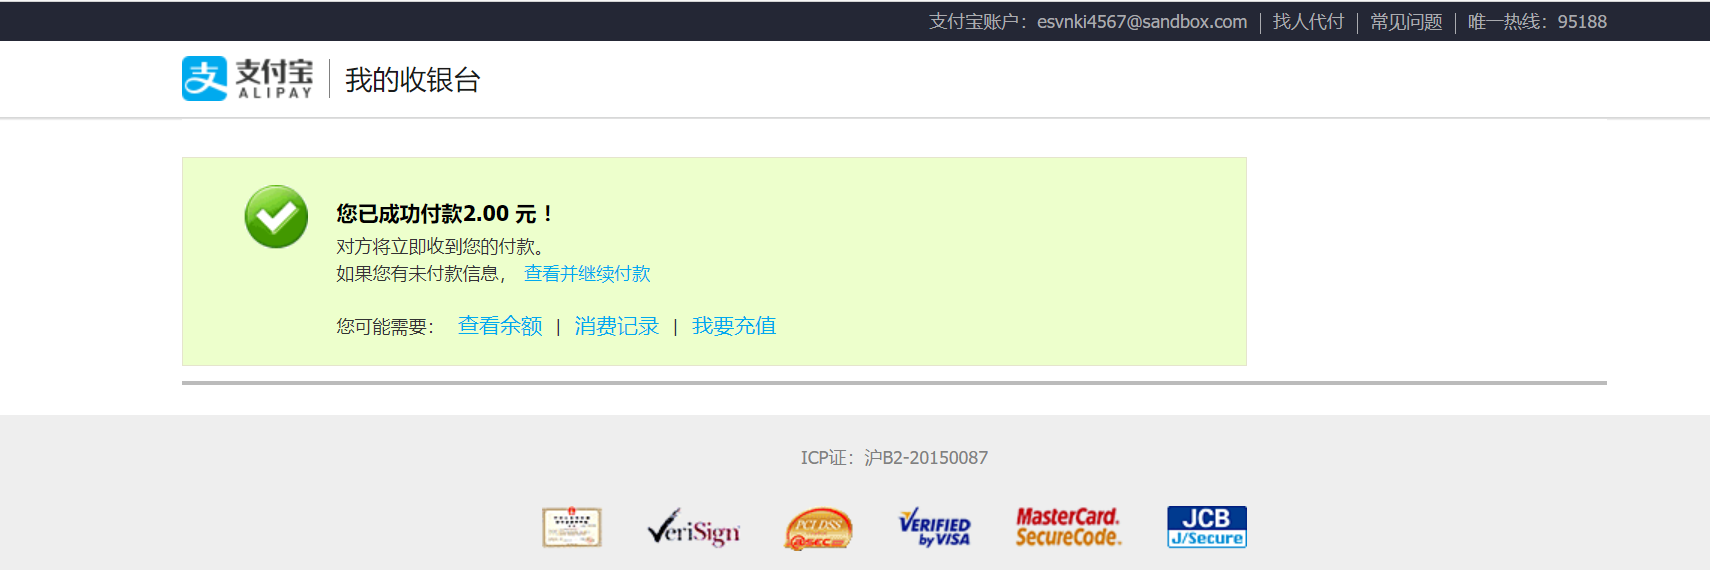 支付宝账户：esvnki4567@sandbox.com | 找人代付 | 常见问题 | 唯一热线：95188
支 支付宝 ALIPAY | 我的收银台
您已成功付款2.00 元！
对方将立即收到您的付款。
如果您有未付款信息， 查看并继续付款
您可能需要： 查看余额 | 消费记录 | 我要充值
ICP证：沪B2-20150087
VeriSign PCI DSS @SEC VERIFIED by VISA MasterCard. SecureCode. JCB J/Secure